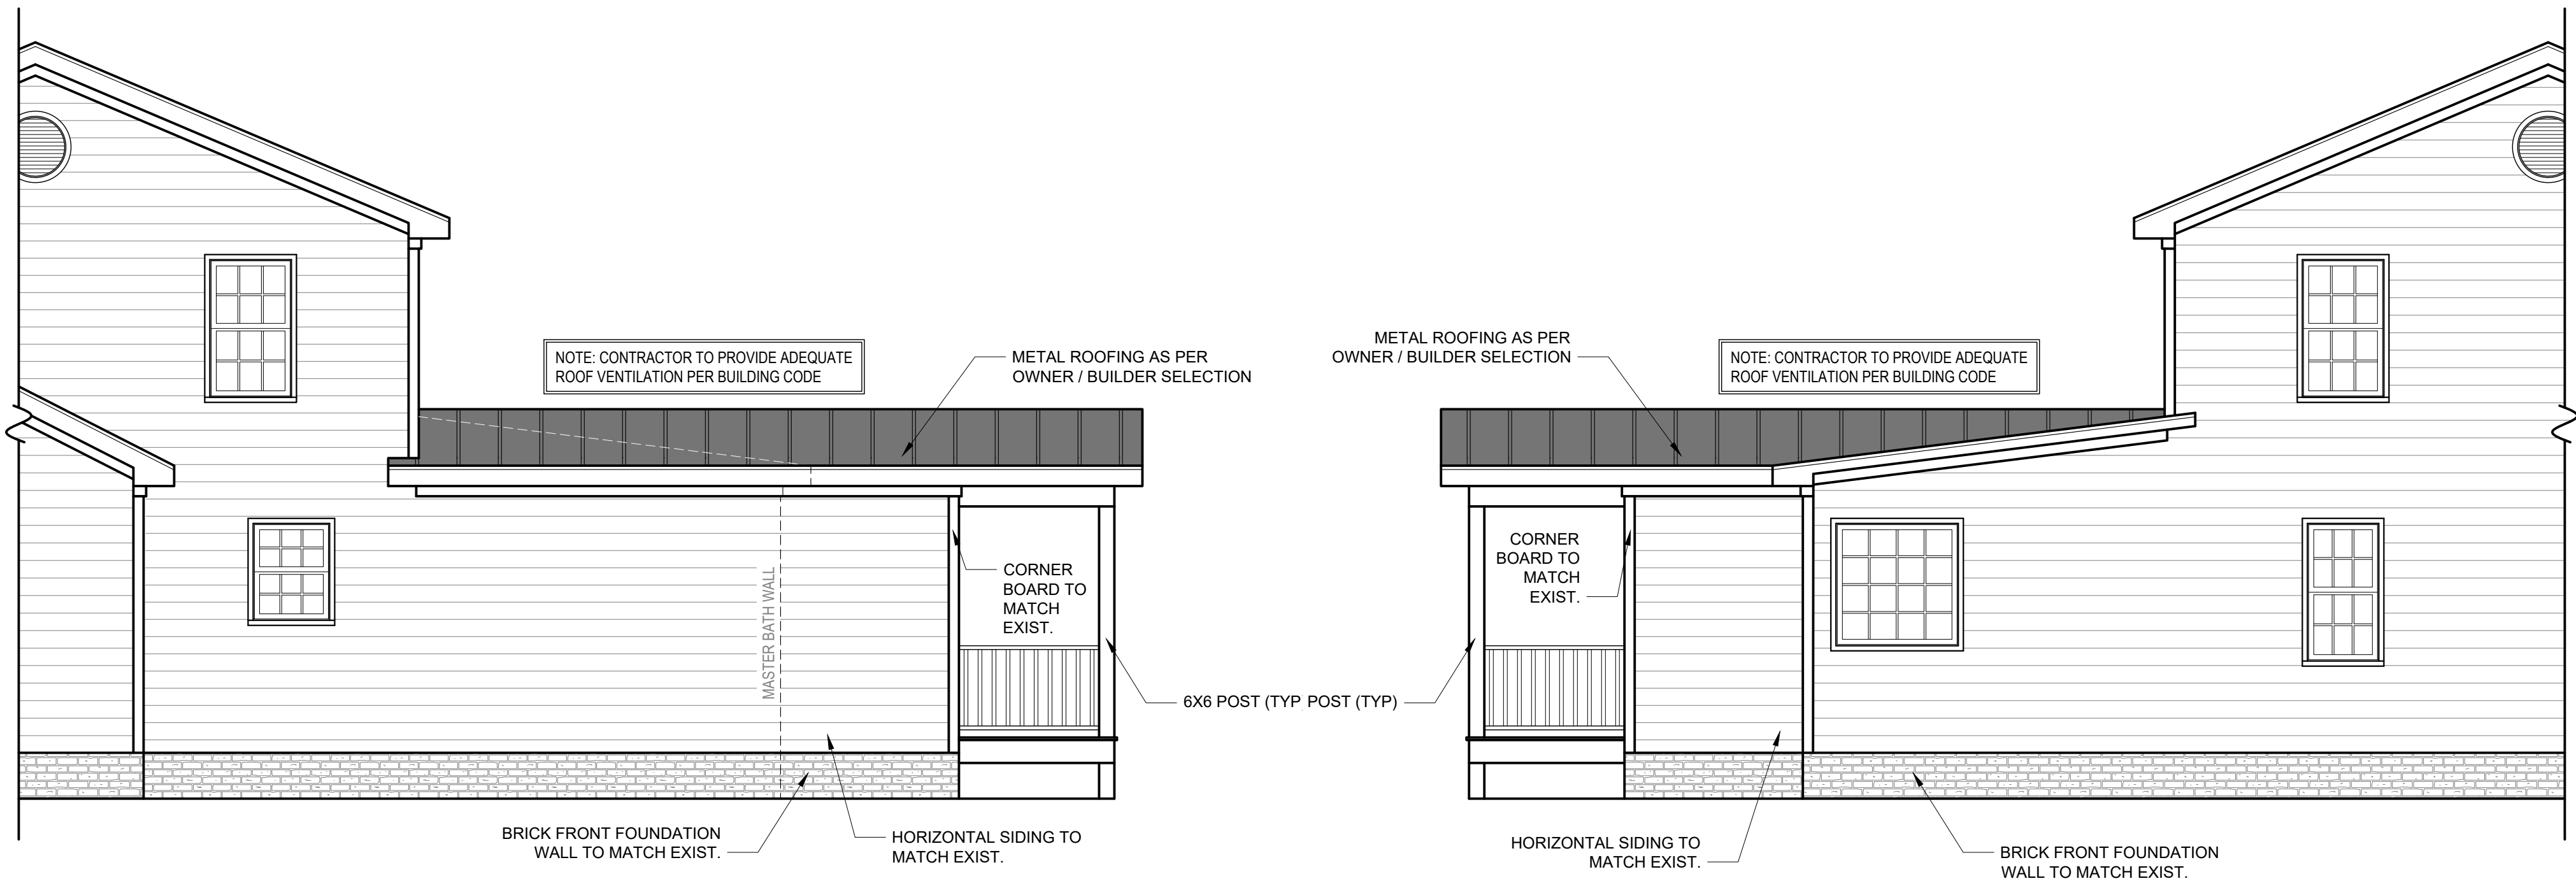 NOTE: CONTRACTOR TO PROVIDE ADEQUATE
ROOF VENTILATION PER BUILDING CODE
METAL ROOFING AS PER
OWNER / BUILDER SELECTION
CORNER
BOARD TO
MATCH
EXIST.
MASTER BATH WALL
6X6 POST (TYP
BRICK FRONT FOUNDATION
WALL TO MATCH EXIST.
HORIZONTAL SIDING TO
MATCH EXIST.
METAL ROOFING AS PER
OWNER / BUILDER SELECTION
NOTE: CONTRACTOR TO PROVIDE ADEQUATE
ROOF VENTILATION PER BUILDING CODE
CORNER
BOARD TO
MATCH
EXIST.
POST (TYP)
HORIZONTAL SIDING TO
MATCH EXIST.
BRICK FRONT FOUNDATION
WALL TO MATCH EXIST.